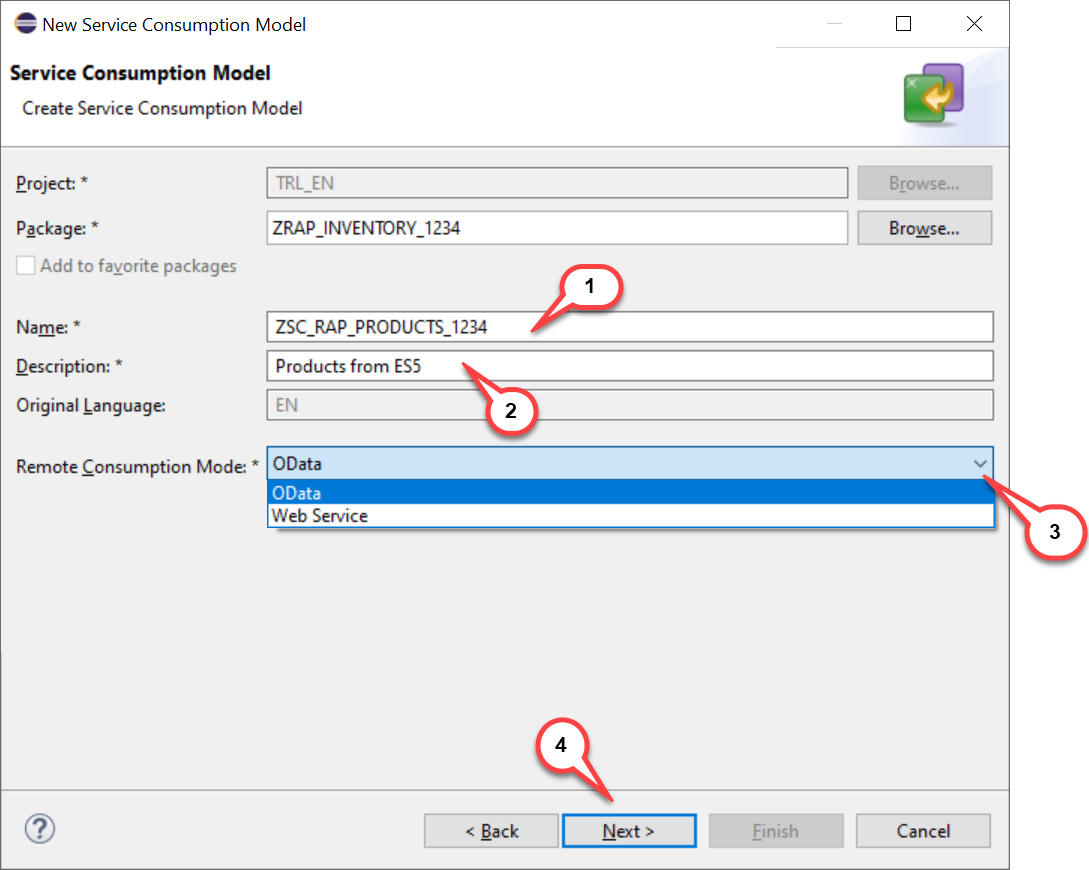 New Service Consumption Model
Service Consumption Model
Create Service Consumption Model
Project: * TRL_EN Browse...
Package: * ZRAP_INVENTORY_1234 Browse...
Add to favorite packages
1
Name: * ZSC_RAP_PRODUCTS_1234
Description: * Products from ES5
Original Language: EN
2
Remote Consumption Mode: * OData
OData
Web Service
3
4
? < Back Next > Finish Cancel